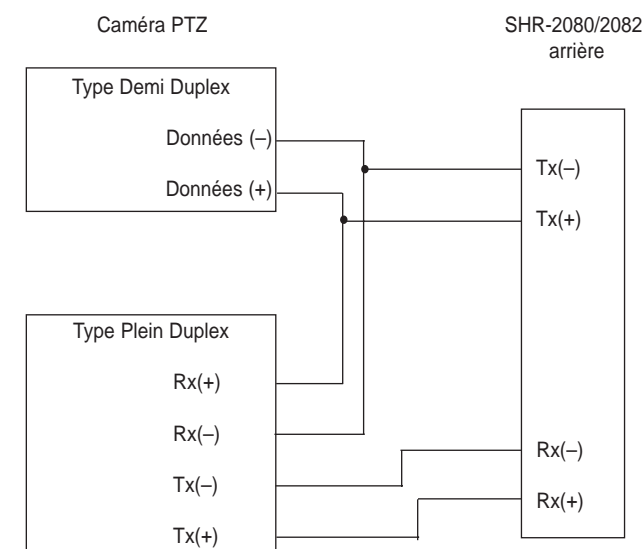 Caméra PTZ
SHR-2080/2082
arrière
Type Demi Duplex
Données (–)
Données (+)
Tx(–)
Tx(+)
Type Plein Duplex
Rx(+)
Rx(–)
Tx(–)
Tx(+)
Rx(–)
Rx(+)